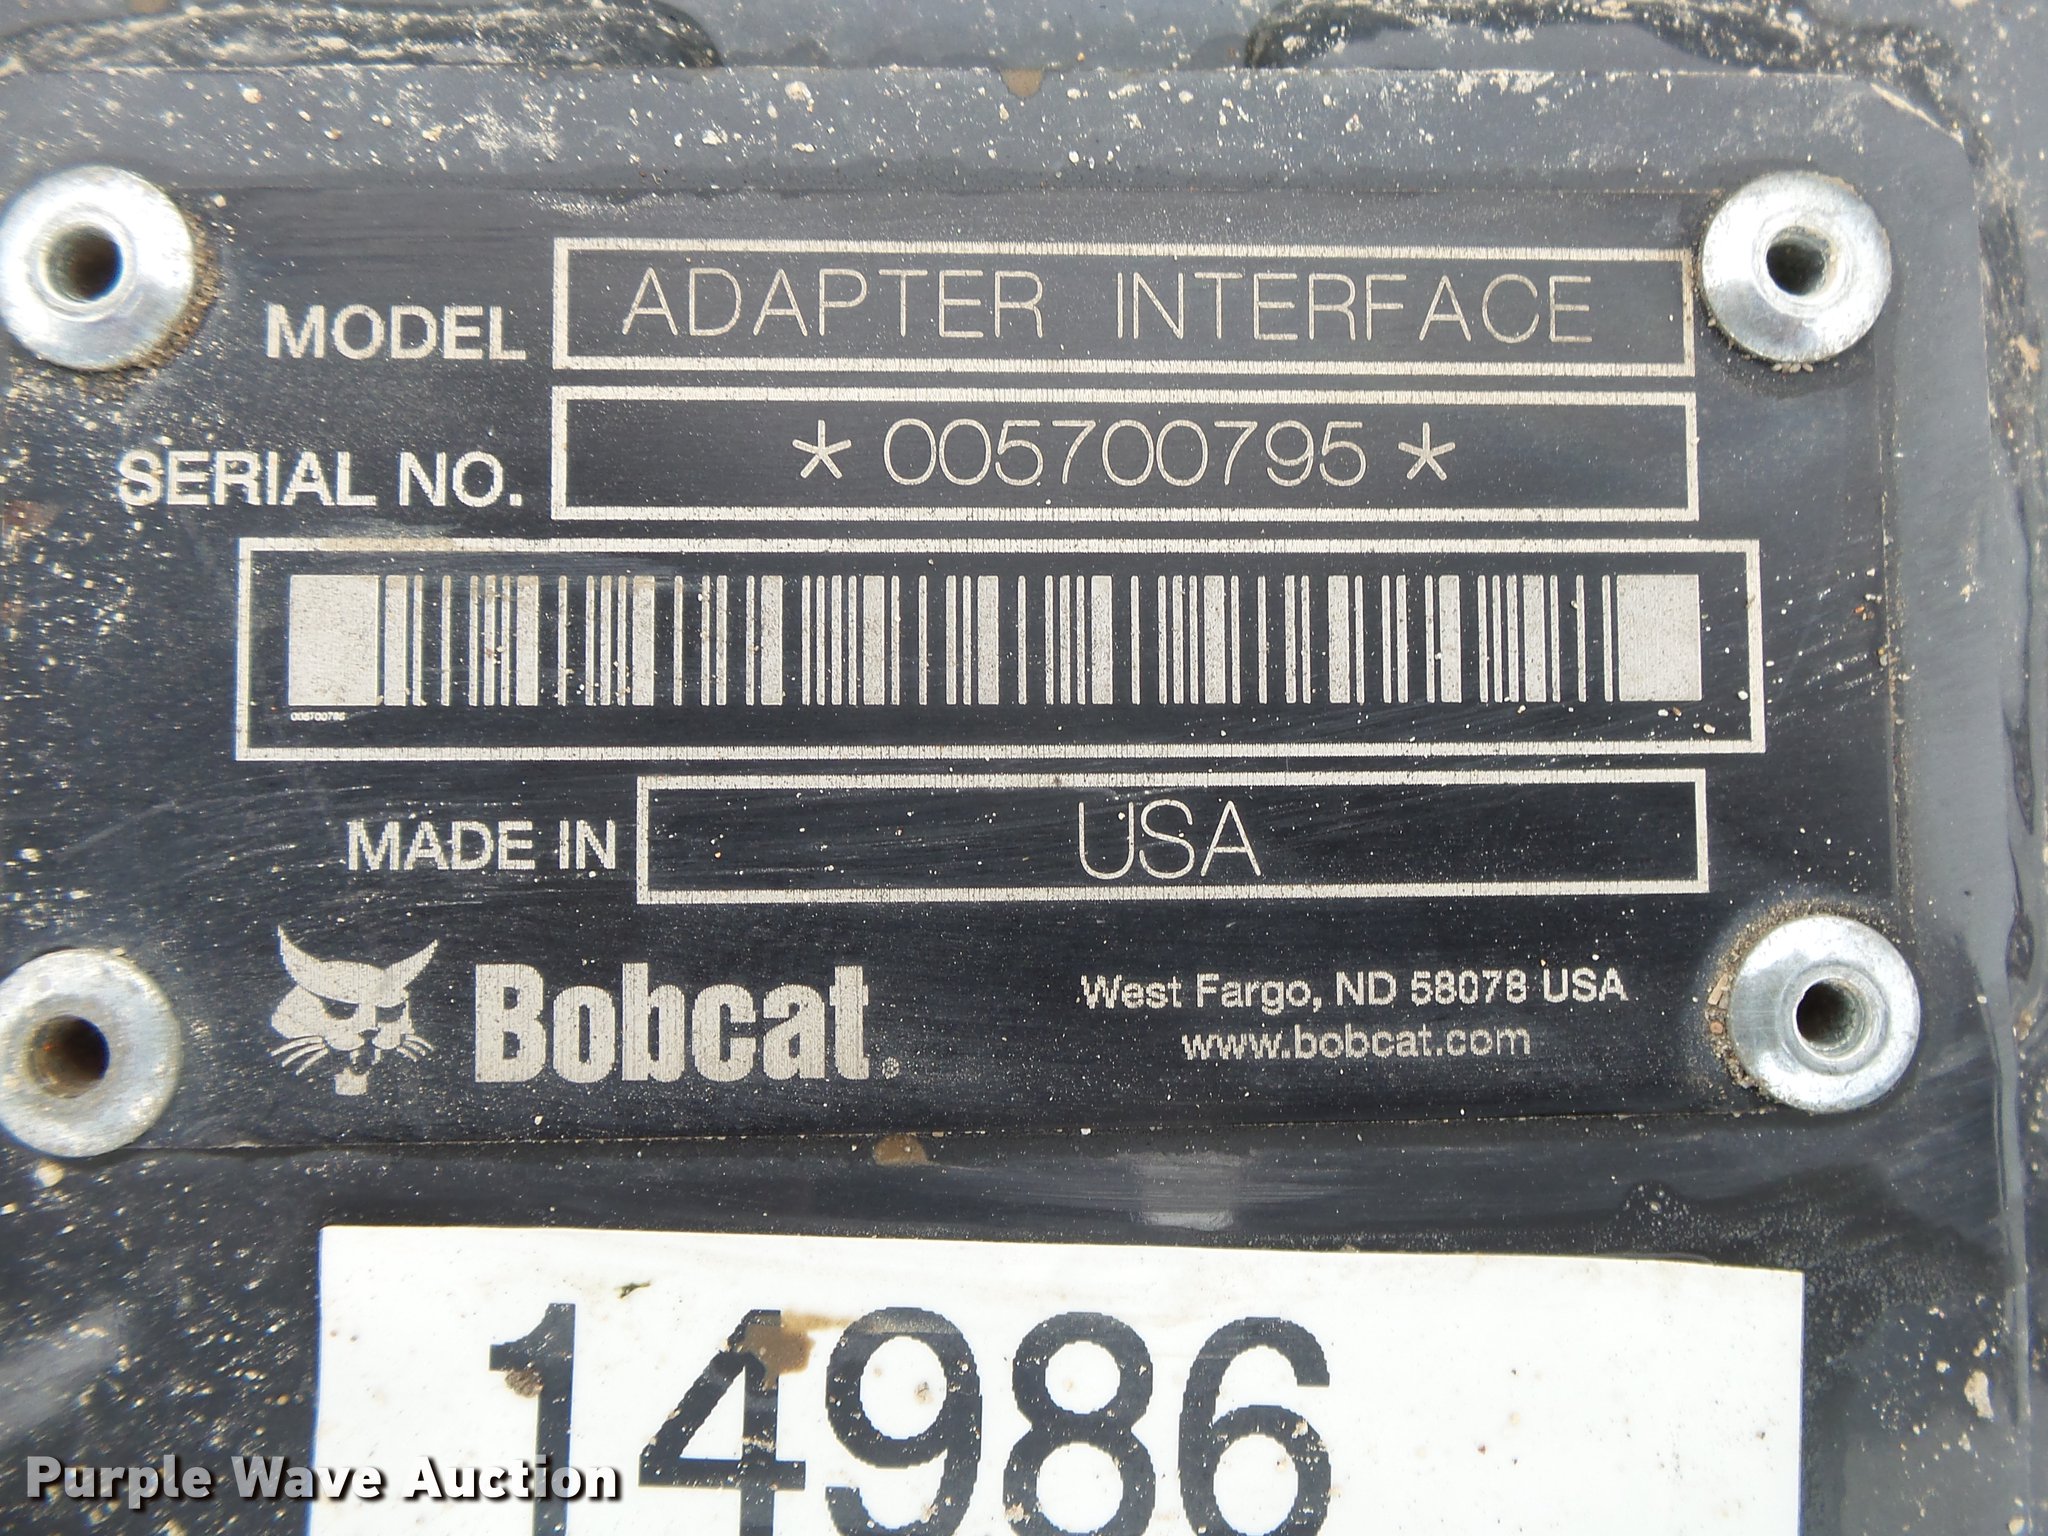 MODEL ADAPTER INTERFACE
SERIAL NO. *005700795*
005700795
MADE IN USA
Bobcat®
West Fargo, ND 58078 USA
www.bobcat.com
14986
Purple Wave Auction